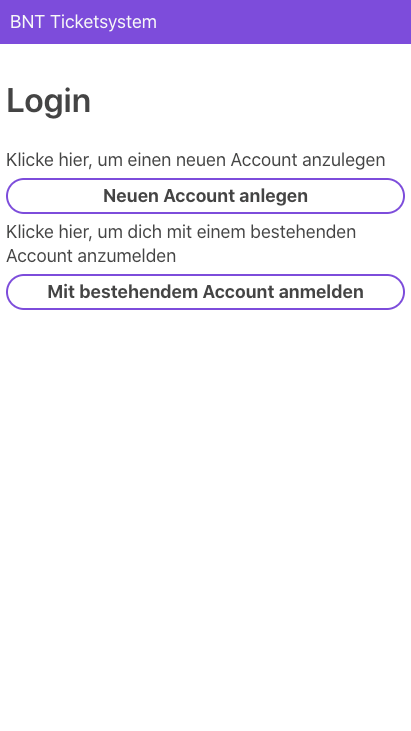 BNT Ticketsystem
Login
Klicke hier, um einen neuen Account anzulegen
Neuen Account anlegen
Klicke hier, um dich mit einem bestehenden
Account anzumelden
Mit bestehendem Account anmelden